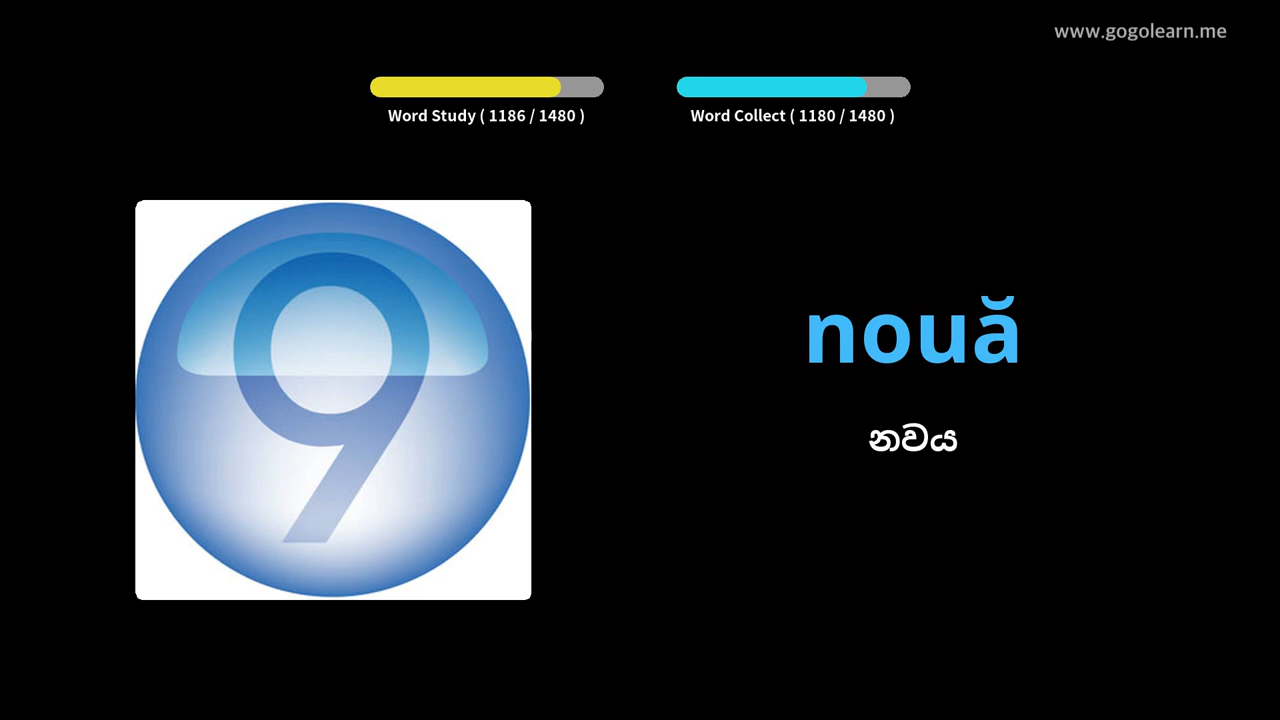 www.gogolearn.me
Word Study ( 1186 / 1480 )
Word Collect ( 1180 / 1480 )
9
nouă
නවය